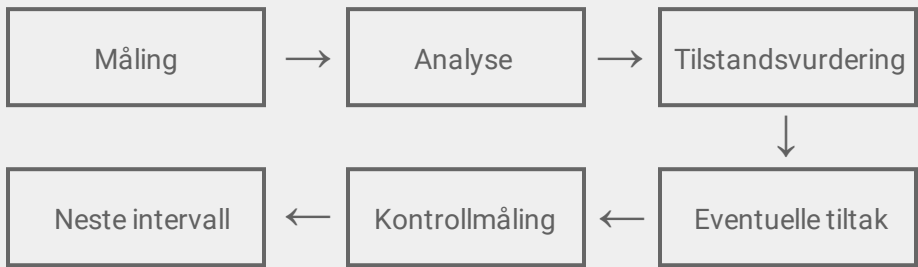 Måling
Analyse
Tilstandsvurdering
Eventuelle tiltak
Kontrollmåling
Neste intervall